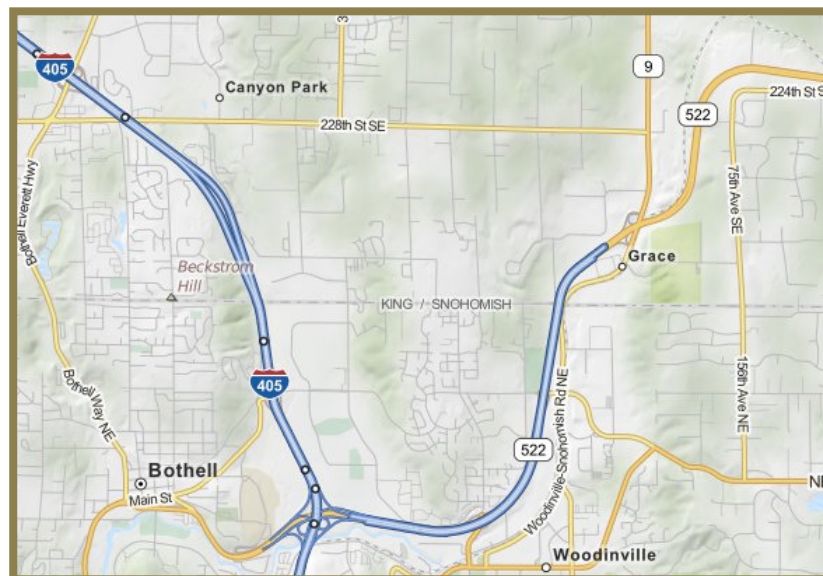 3
405
9
Canyon Park
224th St S
522
228th St SE
Bothell Everett Hwy
75th Ave SE
Beckstrom
Hill
Grace
KING / SNOHOMISH
405
Bothell Way NE
156th Ave NE
522
Woodinville-Snohomish Rd NE
Bothell
Main St
NE
Woodinville